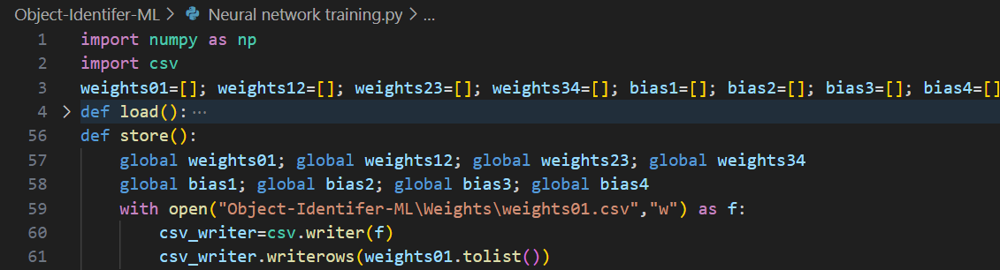 Object-Identifer-ML > Neural network training.py > ...
1 import numpy as np
2 import csv
3 weights01=[]; weights12=[]; weights23=[]; weights34=[]; bias1=[]; bias2=[]; bias3=[]; bias4=[]
4 > def load(): ...
56 def store():
57 global weights01; global weights12; global weights23; global weights34
58 global bias1; global bias2; global bias3; global bias4
59 with open("Object-Identifer-ML\Weights\weights01.csv","w") as f:
60 csv_writer=csv.writer(f)
61 csv_writer.writerows(weights01.tolist())